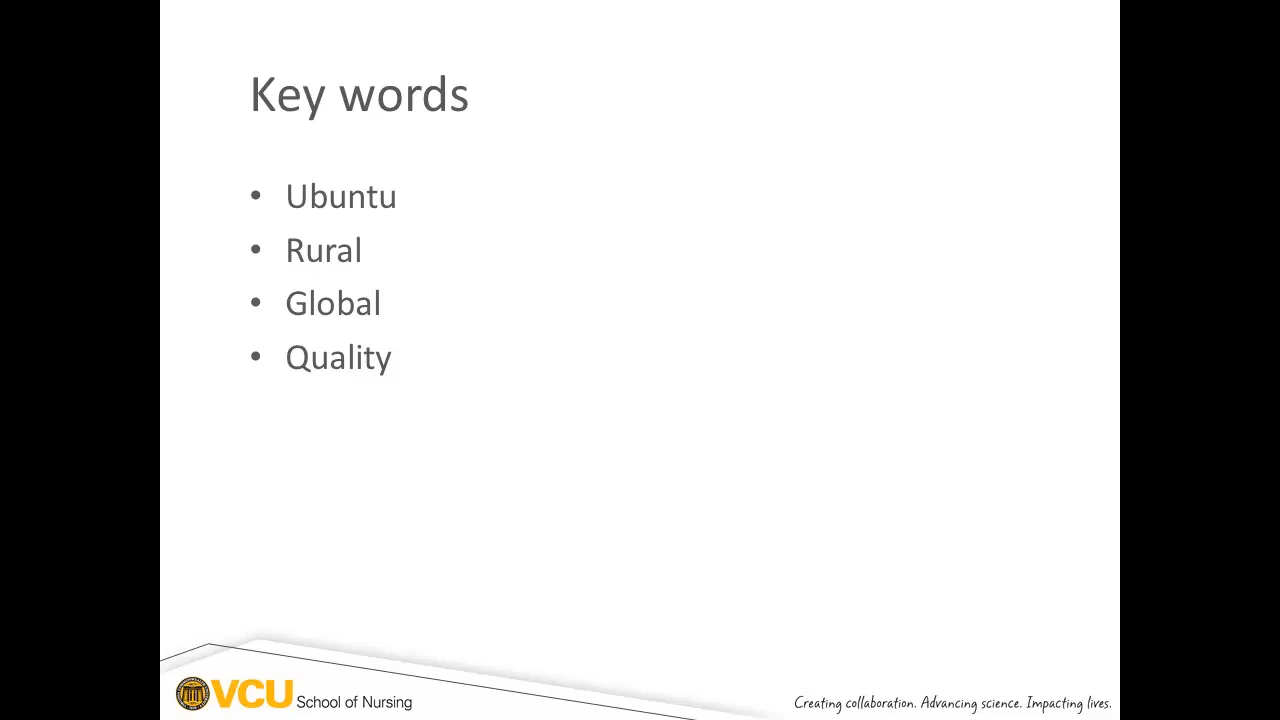 Key words
• Ubuntu
• Rural
• Global
• Quality
VCU School of Nursing
Creating collaboration. Advancing science. Impacting lives.